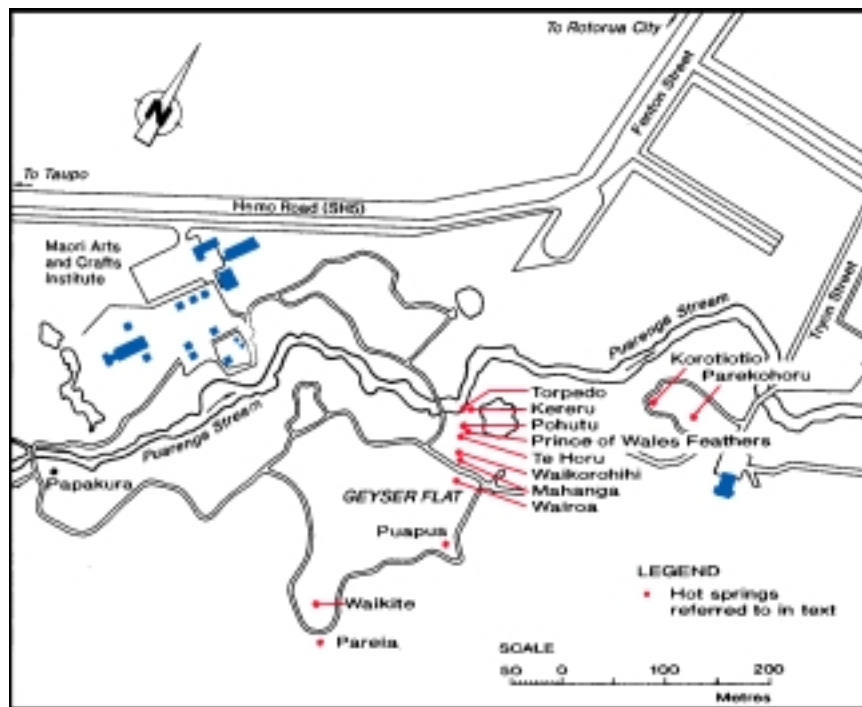 To Rotorua City
Fenton Street
N
To Taupo
Hemo Road (SH5)
Maori Arts
and Crafts
Institute
Tryon Street
Puarenga Stream
Korotiotio
Parekohoru
Torpedo
Kereru
Pohutu
Prince of Wales Feathers
Te Horu
Waikorohihi
Mahanga
Wairoa
Puarenga Stream
Papakura
GEYSER FLAT
Puapua
Waikite
Pareia
LEGEND
Hot springs
referred to in text
SCALE
50 0 100 200
Metres